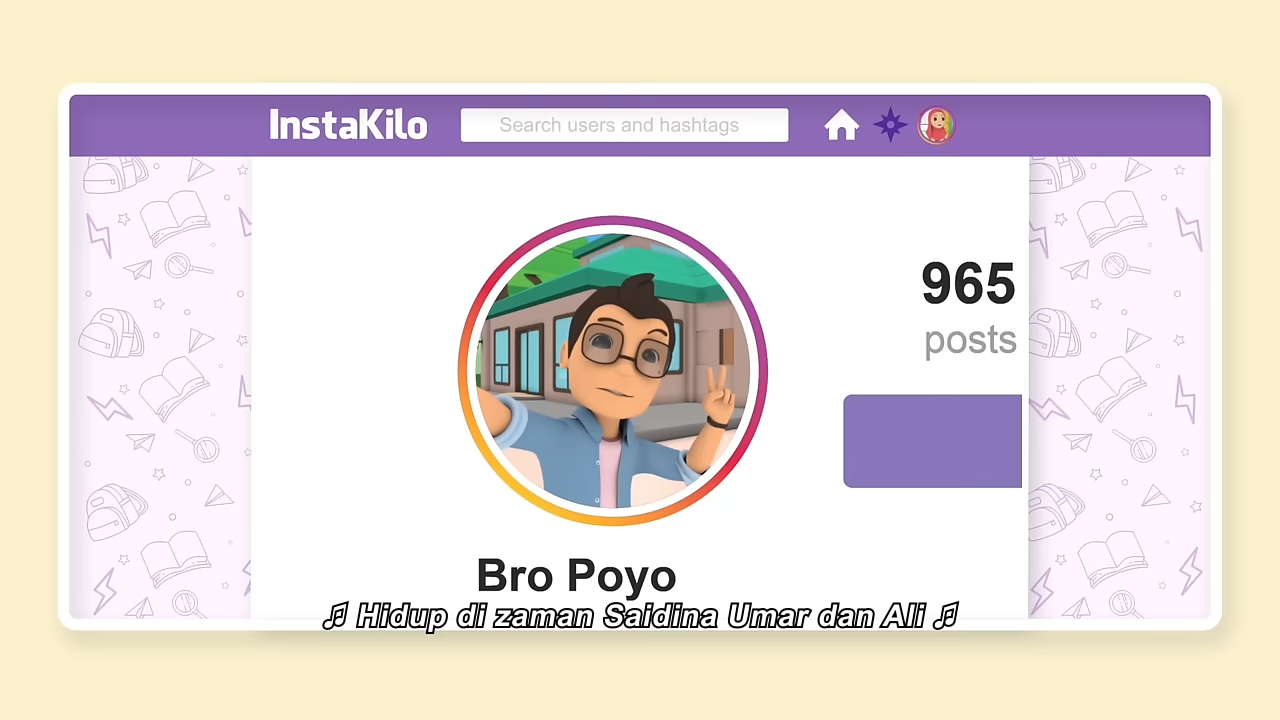 InstaKilo
Search users and hashtags
965
posts
Bro Poyo
♫ Hidup di zaman Saidina Umar dan Ali ♫